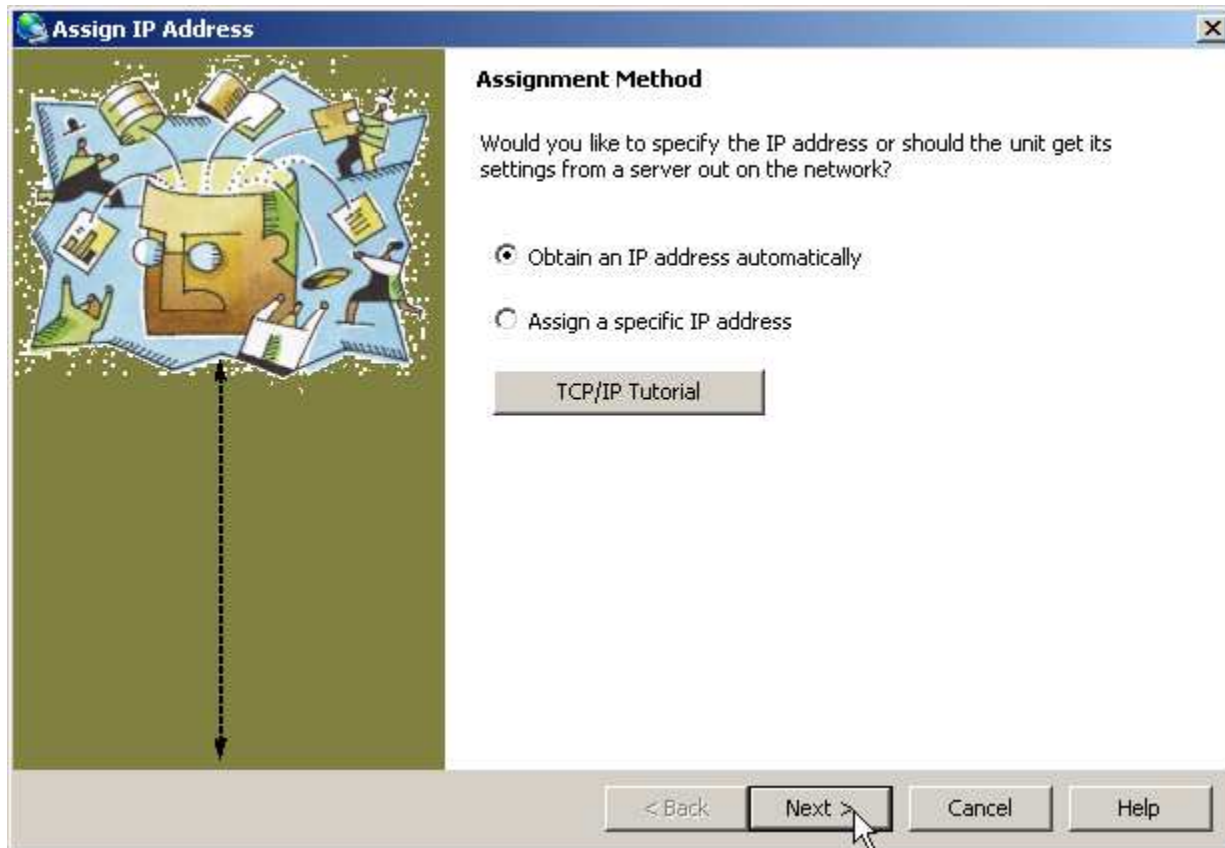 Assign IP Address
Assignment Method
Would you like to specify the IP address or should the unit get its
settings from a server out on the network?
Obtain an IP address automatically
Assign a specific IP address
TCP/IP Tutorial
< Back
Next >
Cancel
Help